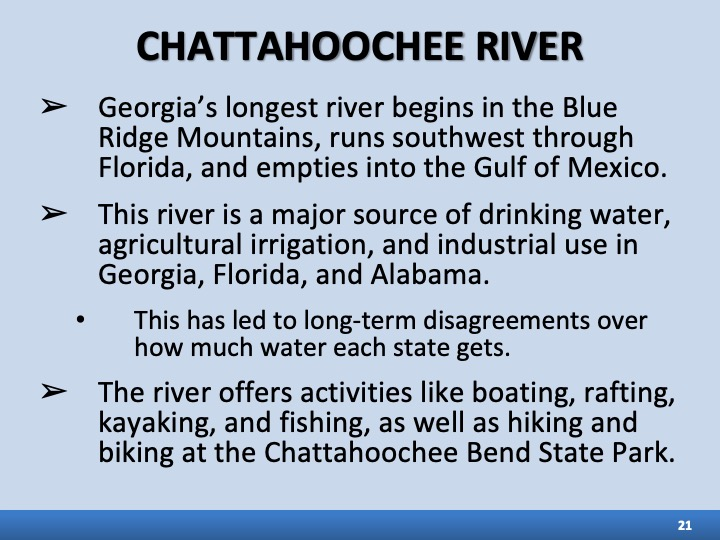 CHATTAHOOCHEE RIVER
➢ Georgia’s longest river begins in the Blue
Ridge Mountains, runs southwest through
Florida, and empties into the Gulf of Mexico.
➢ This river is a major source of drinking water,
agricultural irrigation, and industrial use in
Georgia, Florida, and Alabama.
• This has led to long-term disagreements over
how much water each state gets.
➢ The river offers activities like boating, rafting,
kayaking, and fishing, as well as hiking and
biking at the Chattahoochee Bend State Park.
21